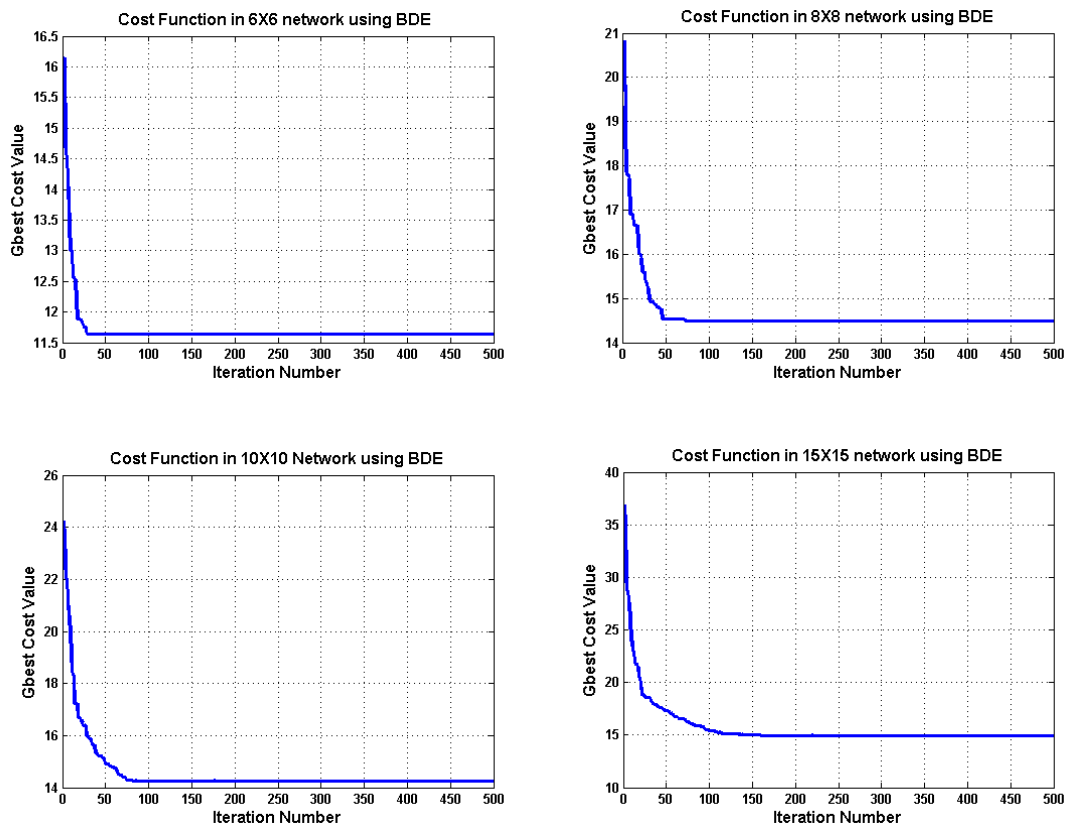 Cost Function in 6X6 network using BDE
16.5
16
15.5
15
14.5
14
13.5
13
12.5
12
11.5
Gbest Cost Value
0 50 100 150 200 250 300 350 400 450 500
Iteration Number
Cost Function in 8X8 network using BDE
21
20
19
18
17
16
15
14
Gbest Cost Value
0 50 100 150 200 250 300 350 400 450 500
Iteration Number
Cost Function in 10X10 Network using BDE
26
24
22
20
18
16
14
Gbest Cost Value
0 50 100 150 200 250 300 350 400 450 500
Iteration Number
Cost Function in 15X15 network using BDE
40
35
30
25
20
15
10
Gbest Cost Value
0 50 100 150 200 250 300 350 400 450 500
Iteration Number